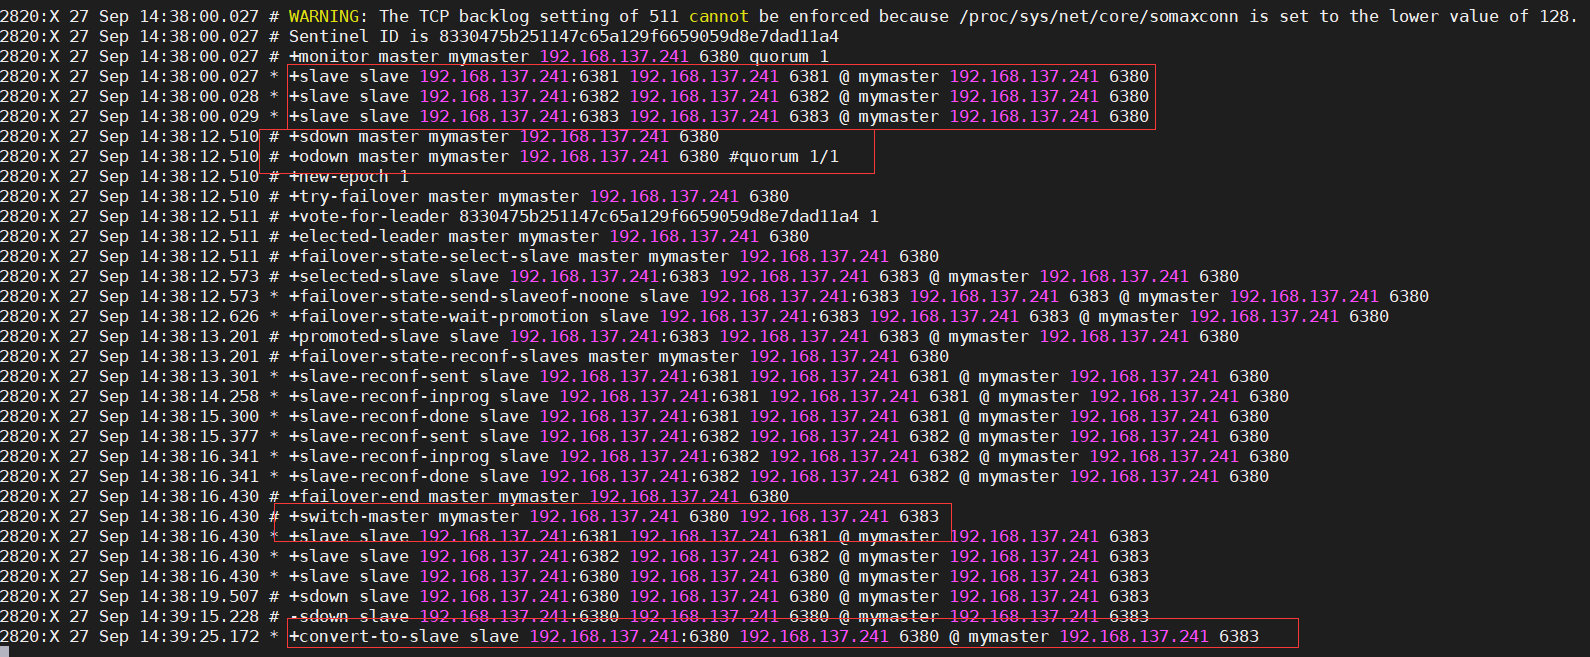 2820:X 27 Sep 14:38:00.027 # WARNING: The TCP backlog setting of 511 cannot be enforced because /proc/sys/net/core/somaxconn is set to the lower value of 128.
2820:X 27 Sep 14:38:00.027 # Sentinel ID is 8330475b251147c65a129f6659059d8e7dad11a4
2820:X 27 Sep 14:38:00.027 # +monitor master mymaster 192.168.137.241 6380 quorum 1
2820:X 27 Sep 14:38:00.027 * +slave slave 192.168.137.241:6381 192.168.137.241 6381 @ mymaster 192.168.137.241 6380
2820:X 27 Sep 14:38:00.028 * +slave slave 192.168.137.241:6382 192.168.137.241 6382 @ mymaster 192.168.137.241 6380
2820:X 27 Sep 14:38:00.029 * +slave slave 192.168.137.241:6383 192.168.137.241 6383 @ mymaster 192.168.137.241 6380
2820:X 27 Sep 14:38:12.510 # +sdown master mymaster 192.168.137.241 6380
2820:X 27 Sep 14:38:12.510 # +odown master mymaster 192.168.137.241 6380 #quorum 1/1
2820:X 27 Sep 14:38:12.510 # +new-epoch 1
2820:X 27 Sep 14:38:12.510 # +try-failover master mymaster 192.168.137.241 6380
2820:X 27 Sep 14:38:12.511 # +vote-for-leader 8330475b251147c65a129f6659059d8e7dad11a4 1
2820:X 27 Sep 14:38:12.511 # +elected-leader master mymaster 192.168.137.241 6380
2820:X 27 Sep 14:38:12.511 # +failover-state-select-slave master mymaster 192.168.137.241 6380
2820:X 27 Sep 14:38:12.573 # +selected-slave slave 192.168.137.241:6383 192.168.137.241 6383 @ mymaster 192.168.137.241 6380
2820:X 27 Sep 14:38:12.573 * +failover-state-send-slaveof-noone slave 192.168.137.241:6383 192.168.137.241 6383 @ mymaster 192.168.137.241 6380
2820:X 27 Sep 14:38:12.626 * +failover-state-wait-promotion slave 192.168.137.241:6383 192.168.137.241 6383 @ mymaster 192.168.137.241 6380
2820:X 27 Sep 14:38:13.201 # +promoted-slave slave 192.168.137.241:6383 192.168.137.241 6383 @ mymaster 192.168.137.241 6380
2820:X 27 Sep 14:38:13.201 # +failover-state-reconf-slaves master mymaster 192.168.137.241 6380
2820:X 27 Sep 14:38:13.301 * +slave-reconf-sent slave 192.168.137.241:6381 192.168.137.241 6381 @ mymaster 192.168.137.241 6380
2820:X 27 Sep 14:38:14.258 * +slave-reconf-inprog slave 192.168.137.241:6381 192.168.137.241 6381 @ mymaster 192.168.137.241 6380
2820:X 27 Sep 14:38:15.300 * +slave-reconf-done slave 192.168.137.241:6381 192.168.137.241 6381 @ mymaster 192.168.137.241 6380
2820:X 27 Sep 14:38:15.377 * +slave-reconf-sent slave 192.168.137.241:6382 192.168.137.241 6382 @ mymaster 192.168.137.241 6380
2820:X 27 Sep 14:38:16.341 * +slave-reconf-inprog slave 192.168.137.241:6382 192.168.137.241 6382 @ mymaster 192.168.137.241 6380
2820:X 27 Sep 14:38:16.341 * +slave-reconf-done slave 192.168.137.241:6382 192.168.137.241 6382 @ mymaster 192.168.137.241 6380
2820:X 27 Sep 14:38:16.430 # +failover-end master mymaster 192.168.137.241 6380
2820:X 27 Sep 14:38:16.430 # +switch-master mymaster 192.168.137.241 6380 192.168.137.241 6383
2820:X 27 Sep 14:38:16.430 * +slave slave 192.168.137.241:6381 192.168.137.241 6381 @ mymaster 192.168.137.241 6383
2820:X 27 Sep 14:38:16.430 * +slave slave 192.168.137.241:6382 192.168.137.241 6382 @ mymaster 192.168.137.241 6383
2820:X 27 Sep 14:38:16.430 * +slave slave 192.168.137.241:6380 192.168.137.241 6380 @ mymaster 192.168.137.241 6383
2820:X 27 Sep 14:38:19.507 # +sdown slave 192.168.137.241:6380 192.168.137.241 6380 @ mymaster 192.168.137.241 6383
2820:X 27 Sep 14:39:15.228 # -sdown slave 192.168.137.241:6380 192.168.137.241 6380 @ mymaster 192.168.137.241 6383
2820:X 27 Sep 14:39:25.172 * +convert-to-slave slave 192.168.137.241:6380 192.168.137.241 6380 @ mymaster 192.168.137.241 6383